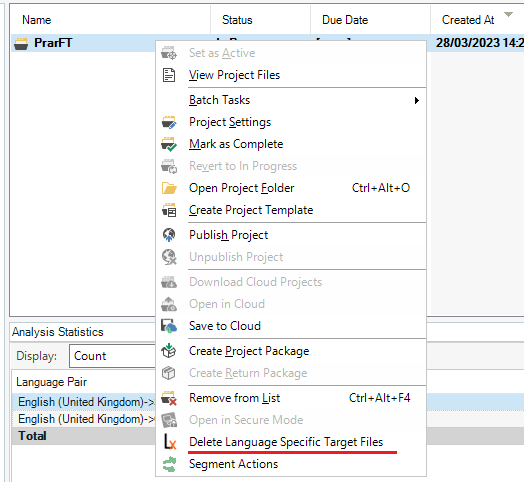 Name Status Due Date Created At
PrarFT 28/03/2023 14:2
Set as Active
View Project Files
Batch Tasks
Project Settings
Mark as Complete
Revert to In Progress
Open Project Folder Ctrl+Alt+O
Create Project Template
Publish Project
Unpublish Project
Download Cloud Projects
Open in Cloud
Save to Cloud
Create Project Package
Create Return Package
Remove from List Ctrl+Alt+F4
Open in Secure Mode
Delete Language Specific Target Files
Segment Actions
Analysis Statistics
Display: Count
Language Pair
English (United Kingdom)->
English (United Kingdom)->
Total